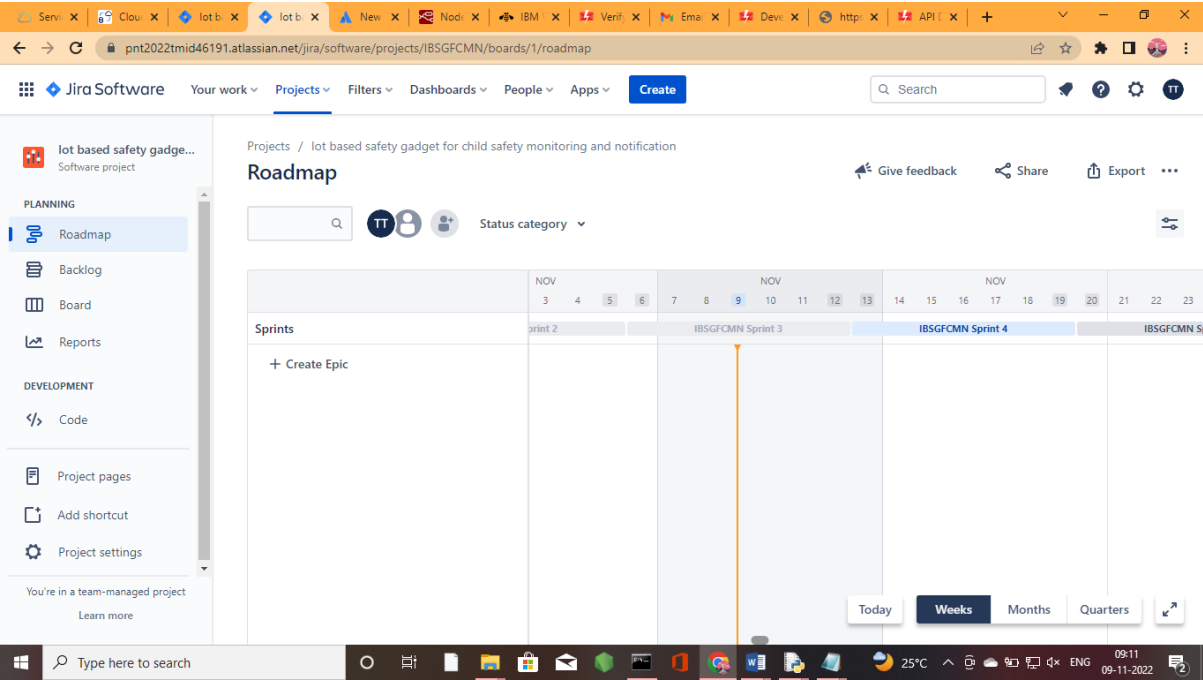 Servi
Clou
Iot b
Iot b
New
Node
IBM
Verif
Emai
Deve
https
API D
pnt2022tmid46191.atlassian.net/jira/software/projects/IBSGFCMN/boards/1/roadmap
Jira Software Your work Projects Filters Dashboards People Apps Create Search TT
Iot based safety gadge...
Software project
PLANNING
Roadmap
Backlog
Board
Reports
DEVELOPMENT
Code
Project pages
Add shortcut
Project settings
You're in a team-managed project
Learn more
Projects / Iot based safety gadget for child safety monitoring and notification
Roadmap
Give feedback Share Export
TT Status category
NOV NOV NOV
3 4 5 6 7 8 9 10 11 12 13 14 15 16 17 18 19 20 21 22 23
Sprints
print 2 IBSGFCMN Sprint 3 IBSGFCMN Sprint 4 IBSGFCMN S
+ Create Epic
Today Weeks Months Quarters
Type here to search
25°C ENG
09:11
09-11-2022
2